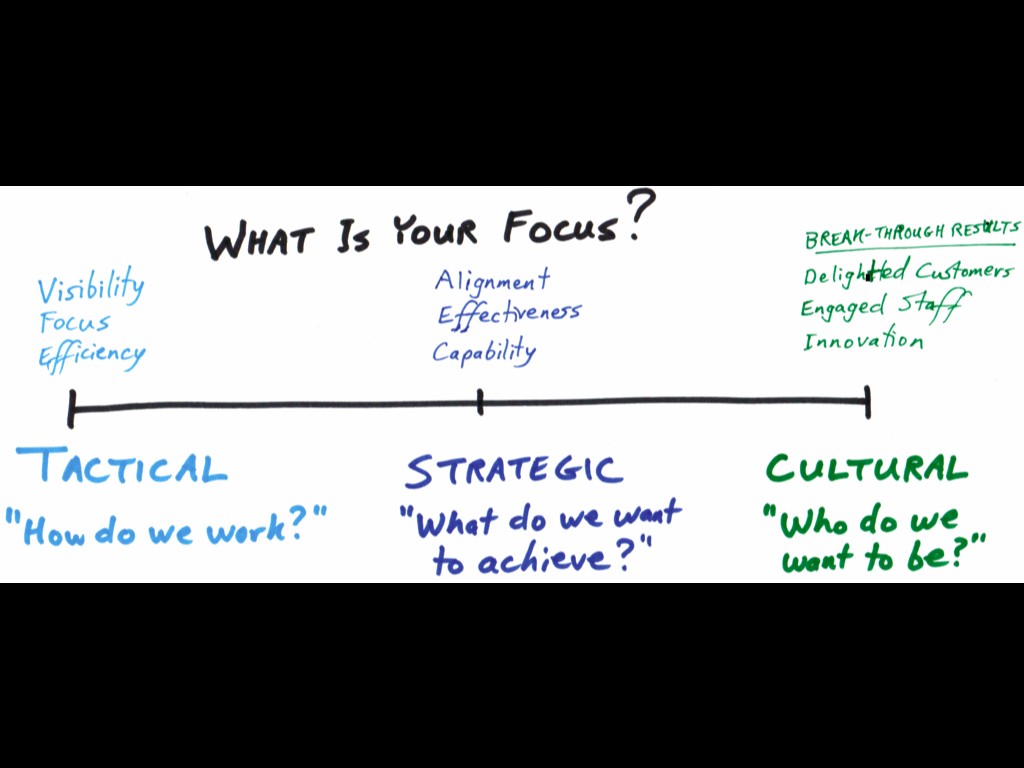 WHAT IS YOUR FOCUS?
Visibility
Focus
Efficiency
Alignment
Effectiveness
Capability
BREAK-THROUGH RESULTS
Delighted Customers
Engaged Staff
Innovation
TACTICAL
"How do we work?"
STRATEGIC
"What do we want
to achieve?"
CULTURAL
"Who do we
want to be?"